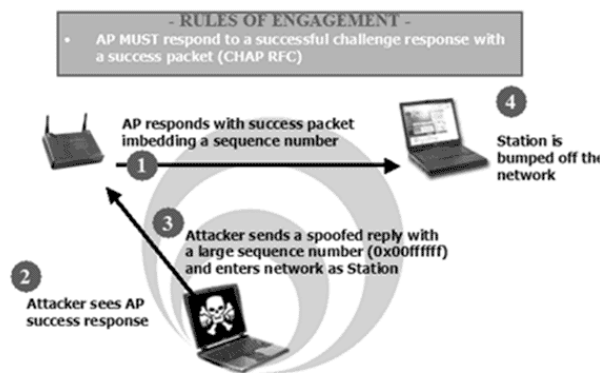 - RULES OF ENGAGEMENT -
• AP MUST respond to a successful challenge response with
a success packet (CHAP RFC)
AP responds with success packet
imbedding a sequence number
1
4
Station is
bumped off the
network
3
Attacker sends a spoofed reply with
a large sequence number (0x00ffffff)
and enters network as Station
2
Attacker sees AP
success response